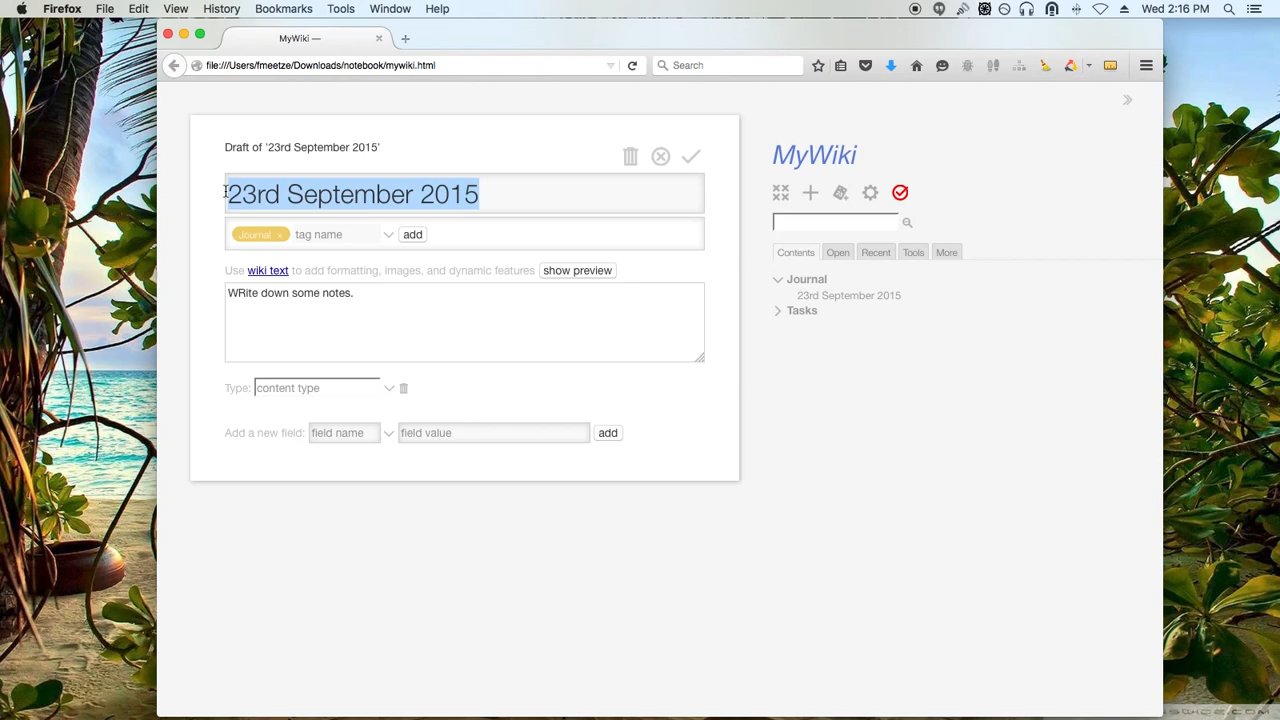 Firefox File Edit View History Bookmarks Tools Window Help Wed 2:16 PM
MyWiki —
file:///Users/fmeetze/Downloads/notebook/mywiki.html
Search
Draft of '23rd September 2015'
23rd September 2015
Journal × tag name add
Use wiki text to add formatting, images, and dynamic features show preview
WRite down some notes.
Type: content type
Add a new field: field name field value add
MyWiki
Contents Open Recent Tools More
Journal
23rd September 2015
Tasks